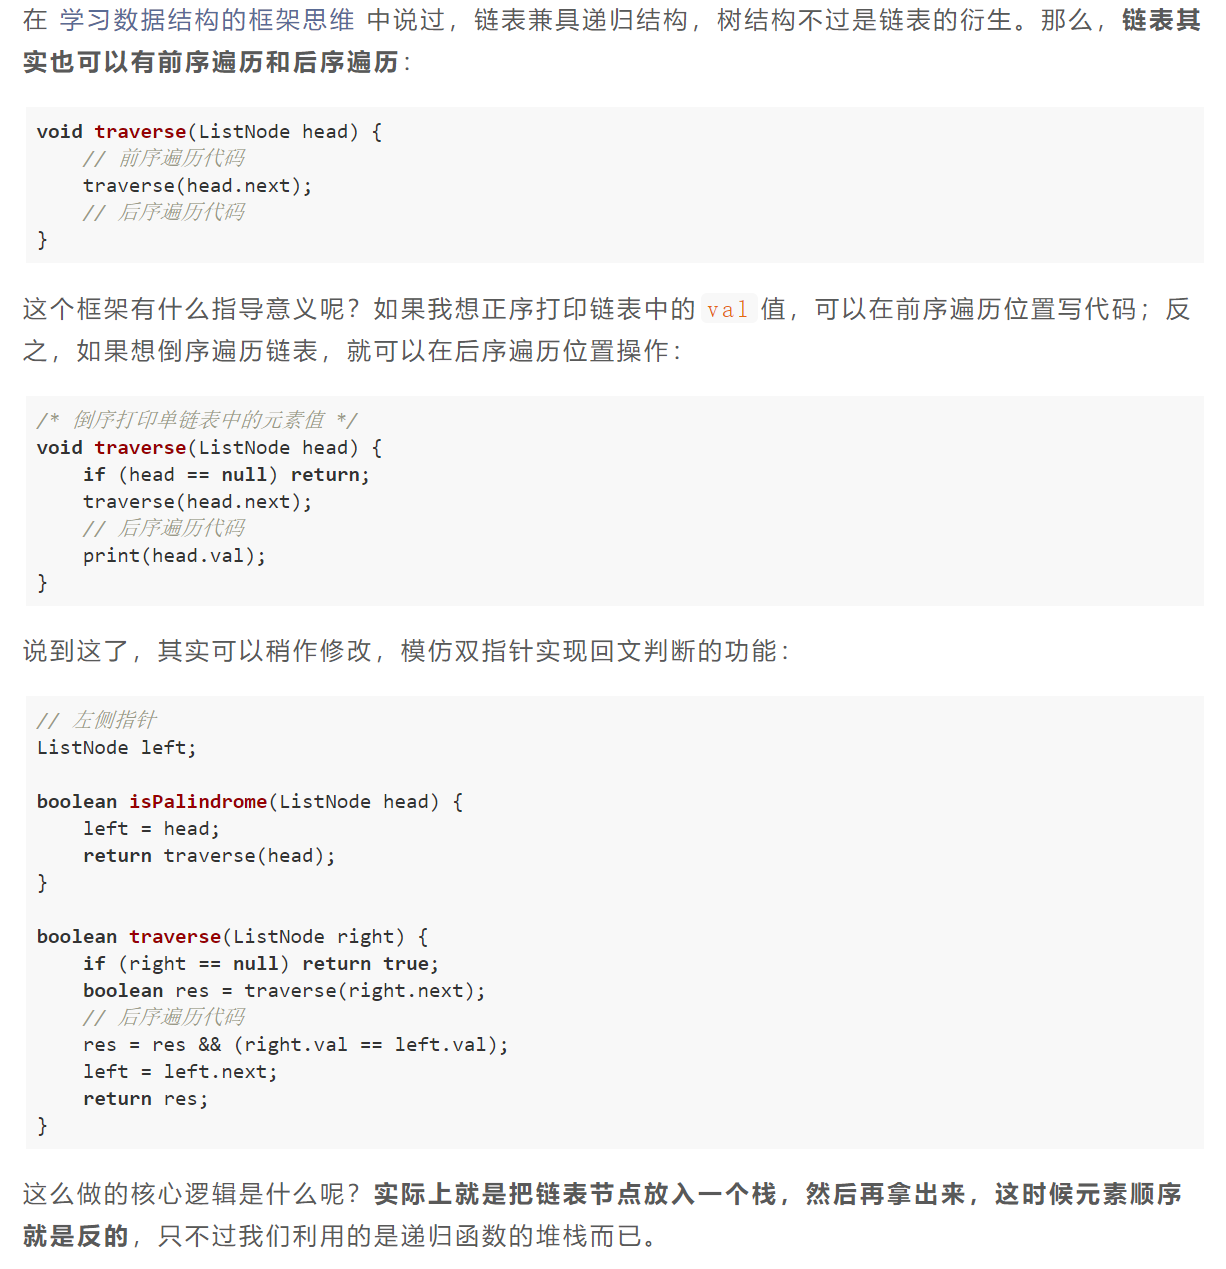 在 学习数据结构的框架思维 中说过，链表兼具递归结构，树结构不过是链表的衍生。那么，链表其
实也可以有前序遍历和后序遍历：
void traverse(ListNode head) {
    // 前序遍历代码
    traverse(head.next);
    // 后序遍历代码
}
这个框架有什么指导意义呢？如果我想正序打印链表中的 val 值，可以在前序遍历位置写代码；反
之，如果想倒序遍历链表，就可以在后序遍历位置操作：
/* 倒序打印单链表中的元素值 */
void traverse(ListNode head) {
    if (head == null) return;
    traverse(head.next);
    // 后序遍历代码
    print(head.val);
}
说到这了，其实可以稍作修改，模仿双指针实现回文判断的功能：
// 左侧指针
ListNode left;
boolean isPalindrome(ListNode head) {
    left = head;
    return traverse(head);
}
boolean traverse(ListNode right) {
    if (right == null) return true;
    boolean res = traverse(right.next);
    // 后序遍历代码
    res = res && (right.val == left.val);
    left = left.next;
    return res;
}
这么做的核心逻辑是什么呢？实际上就是把链表节点放入一个栈，然后再拿出来，这时候元素顺序
就是反的，只不过我们利用的是递归函数的堆栈而已。